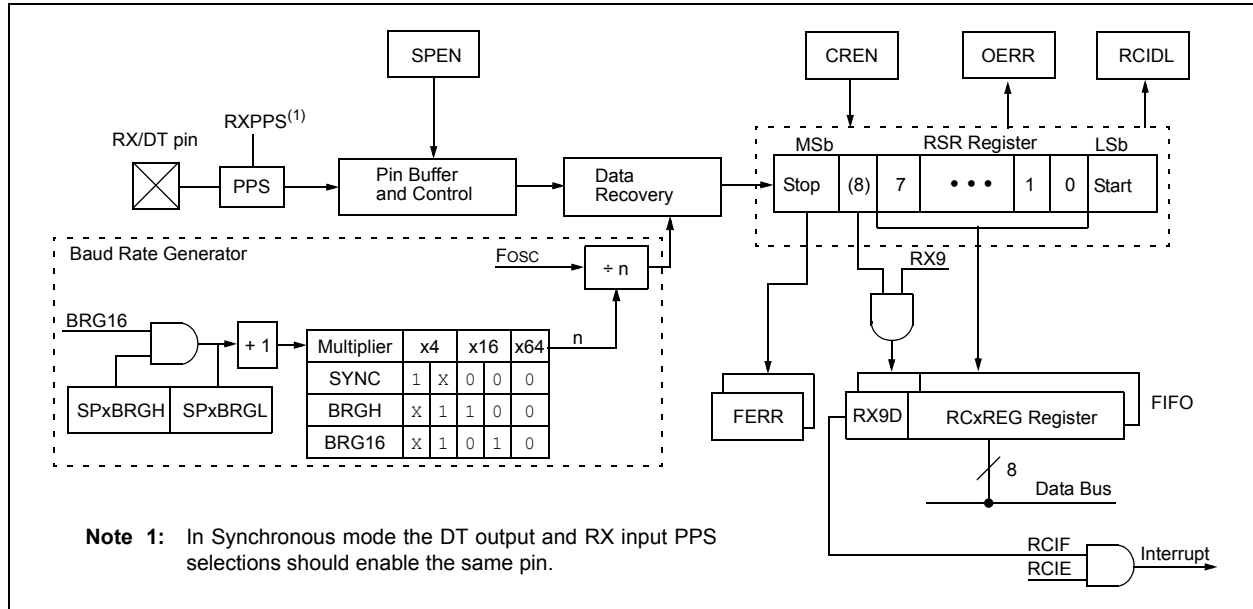 SPEN
CREN
OERR
RCIDL
RXPPS(1)
RX/DT pin
PPS
Pin Buffer
and Control
Data
Recovery
MSb
RSR Register
LSb
Stop (8) 7 • • • 1 0 Start
Baud Rate Generator
FOSC
÷ n
RX9
BRG16
+ 1
n
Multiplier x4 x16 x64
SYNC 1 X 0 0 0
BRGH X 1 1 0 0
BRG16 X 1 0 1 0
SPxBRGH SPxBRGL
FERR
RX9D
RCxREG Register
FIFO
8
Data Bus
Note 1: In Synchronous mode the DT output and RX input PPS
selections should enable the same pin.
RCIF
RCIE
Interrupt